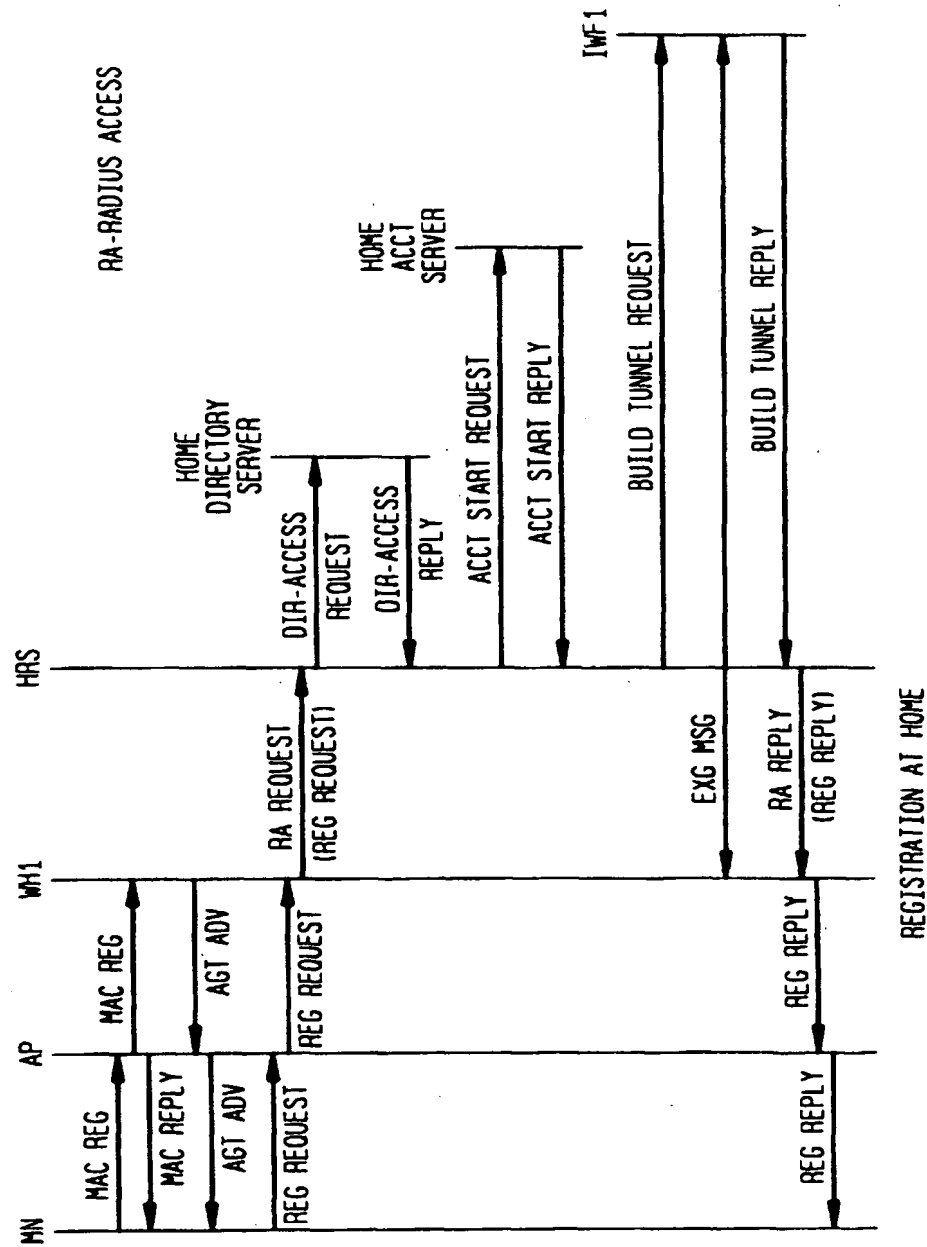 RA-RADIUS ACCESS
MN
AP
WH1
HRS
HOME
DIRECTORY
SERVER
HOME
ACCT
SERVER
IWF1
MAC REG
MAC REG
MAC REPLY
AGT ADV
AGT ADV
REG REQUEST
REG REQUEST
RA REQUEST
(REG REQUEST)
DIR-ACCESS
REQUEST
DIR-ACCESS
REPLY
ACCT START REQUEST
ACCT START REPLY
BUILD TUNNEL REQUEST
EXG MSG
BUILD TUNNEL REPLY
RA REPLY
(REG REPLY)
REG REPLY
REG REPLY
REGISTRATION AT HOME